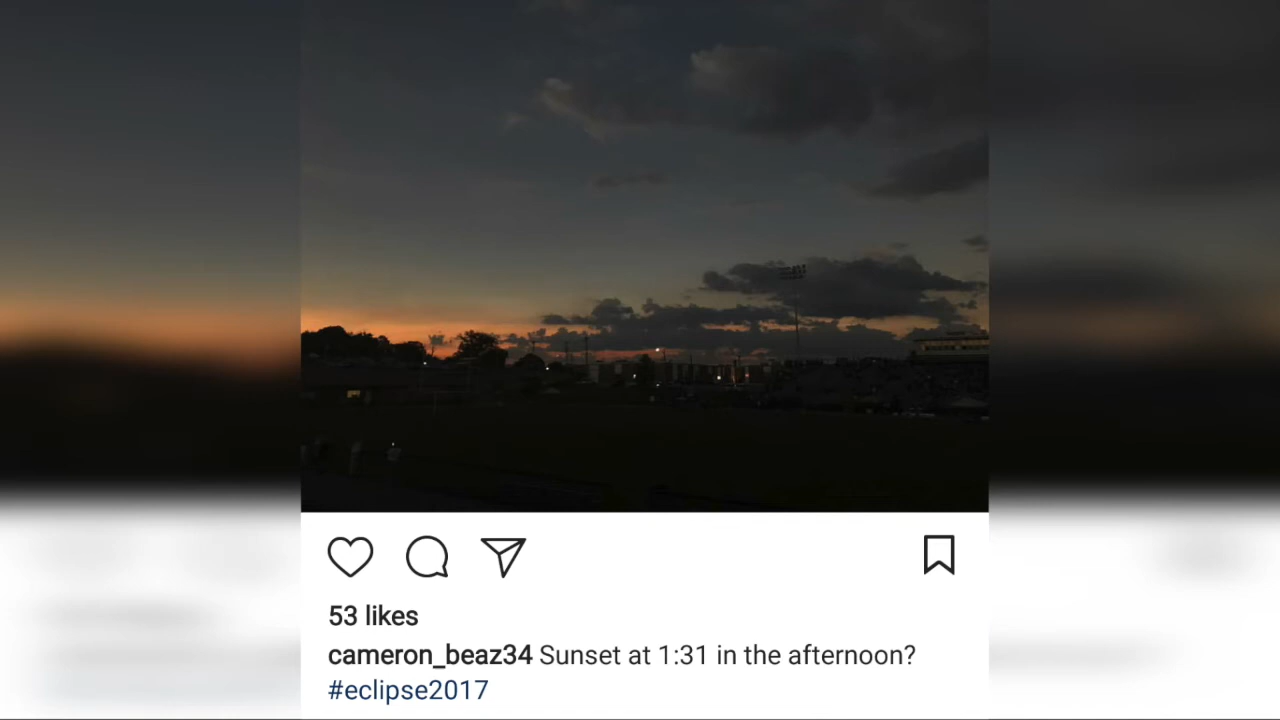 53 likes
cameron_beaz34 Sunset at 1:31 in the afternoon?
#eclipse2017